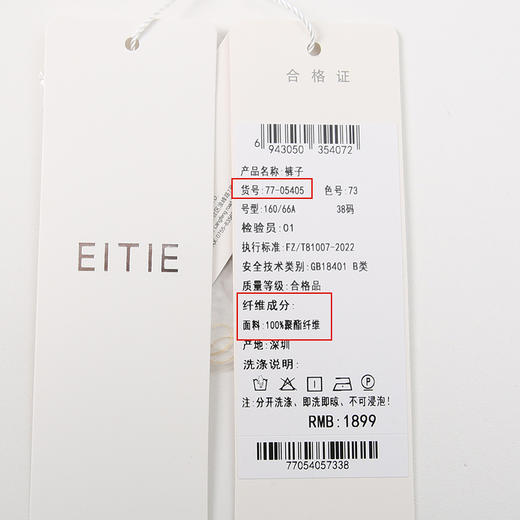 EITIE
合格证
6 943050 354072
产品名称:裤子
货号:77-05405 色号:73
号型:160/66A 38码
检验员:01
执行标准:FZ/T81007-2022
安全技术类别:GB18401 B类
质量等级:合格品
纤维成分:
面料:100%聚酯纤维
产地:深圳
洗涤说明:
注:分开洗涤、即洗即晾、不可浸泡!
RMB:1899
77054057338